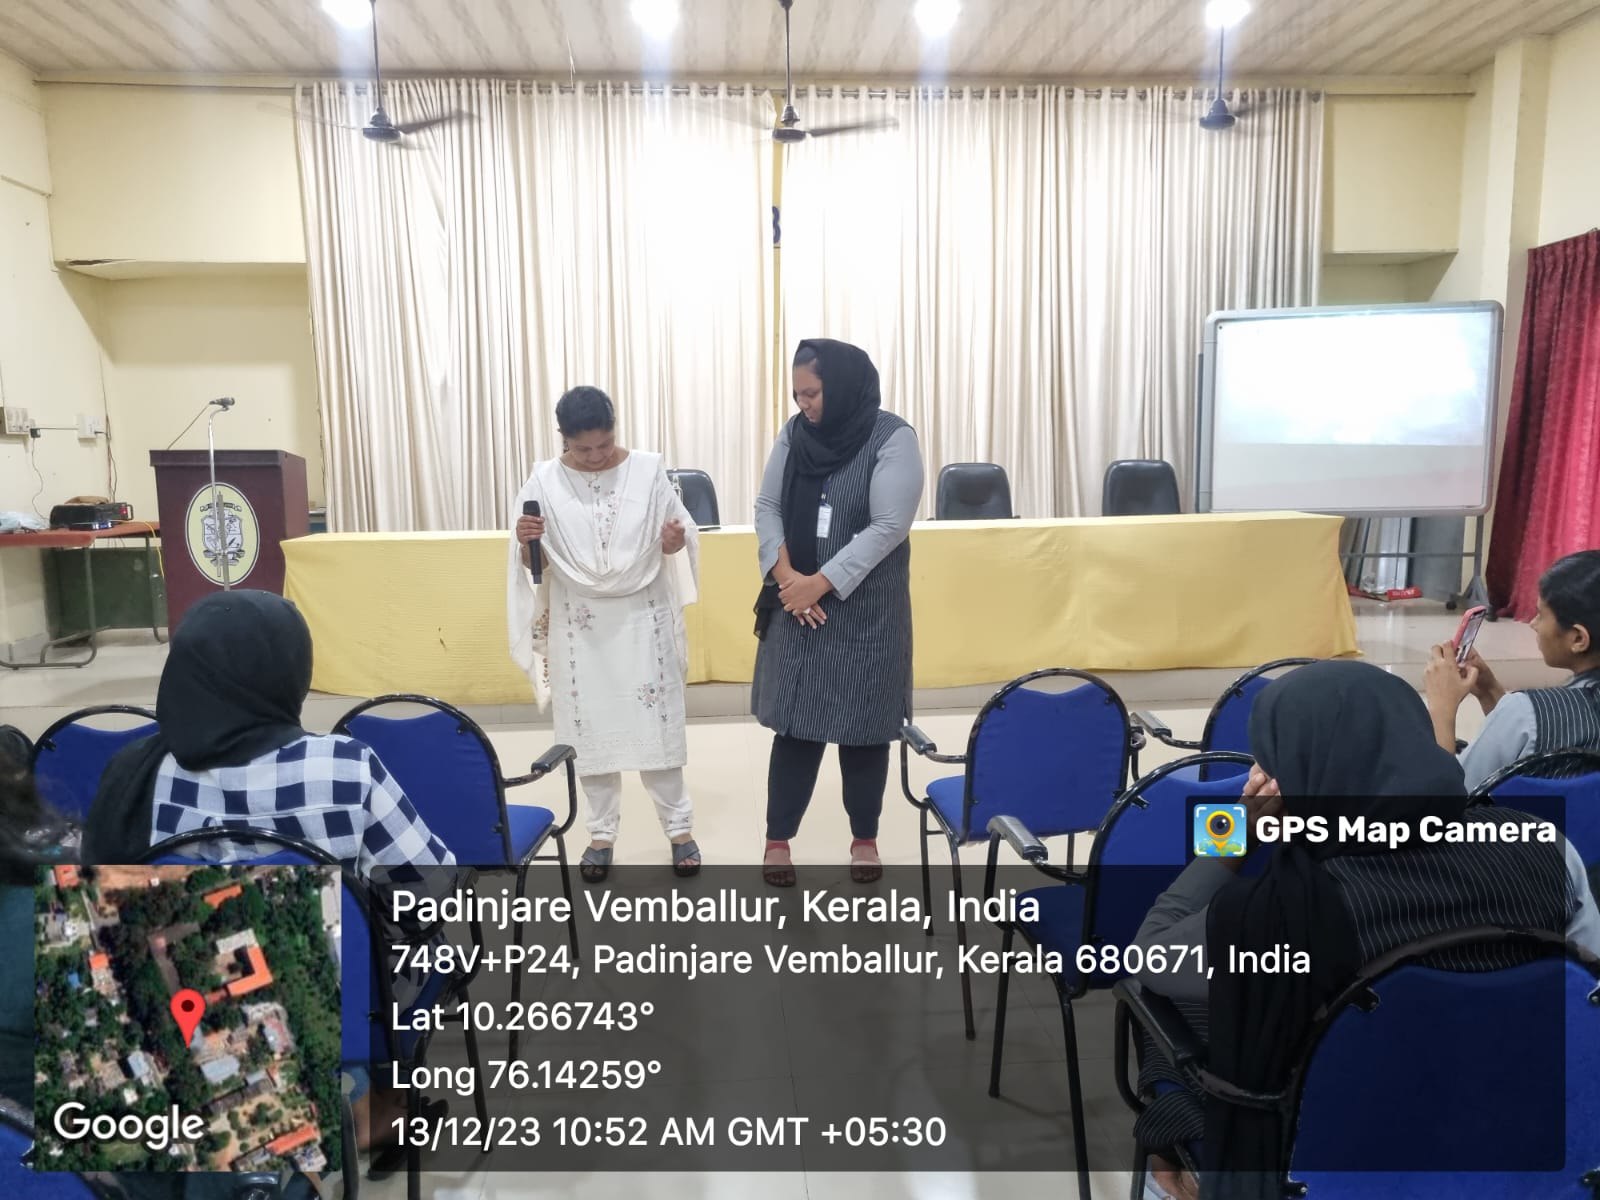 GPS Map Camera
Padinjare Vemballur, Kerala, India
748V+P24, Padinjare Vemballur, Kerala 680671, India
Lat 10.266743°
Long 76.14259°
13/12/23 10:52 AM GMT +05:30
Google